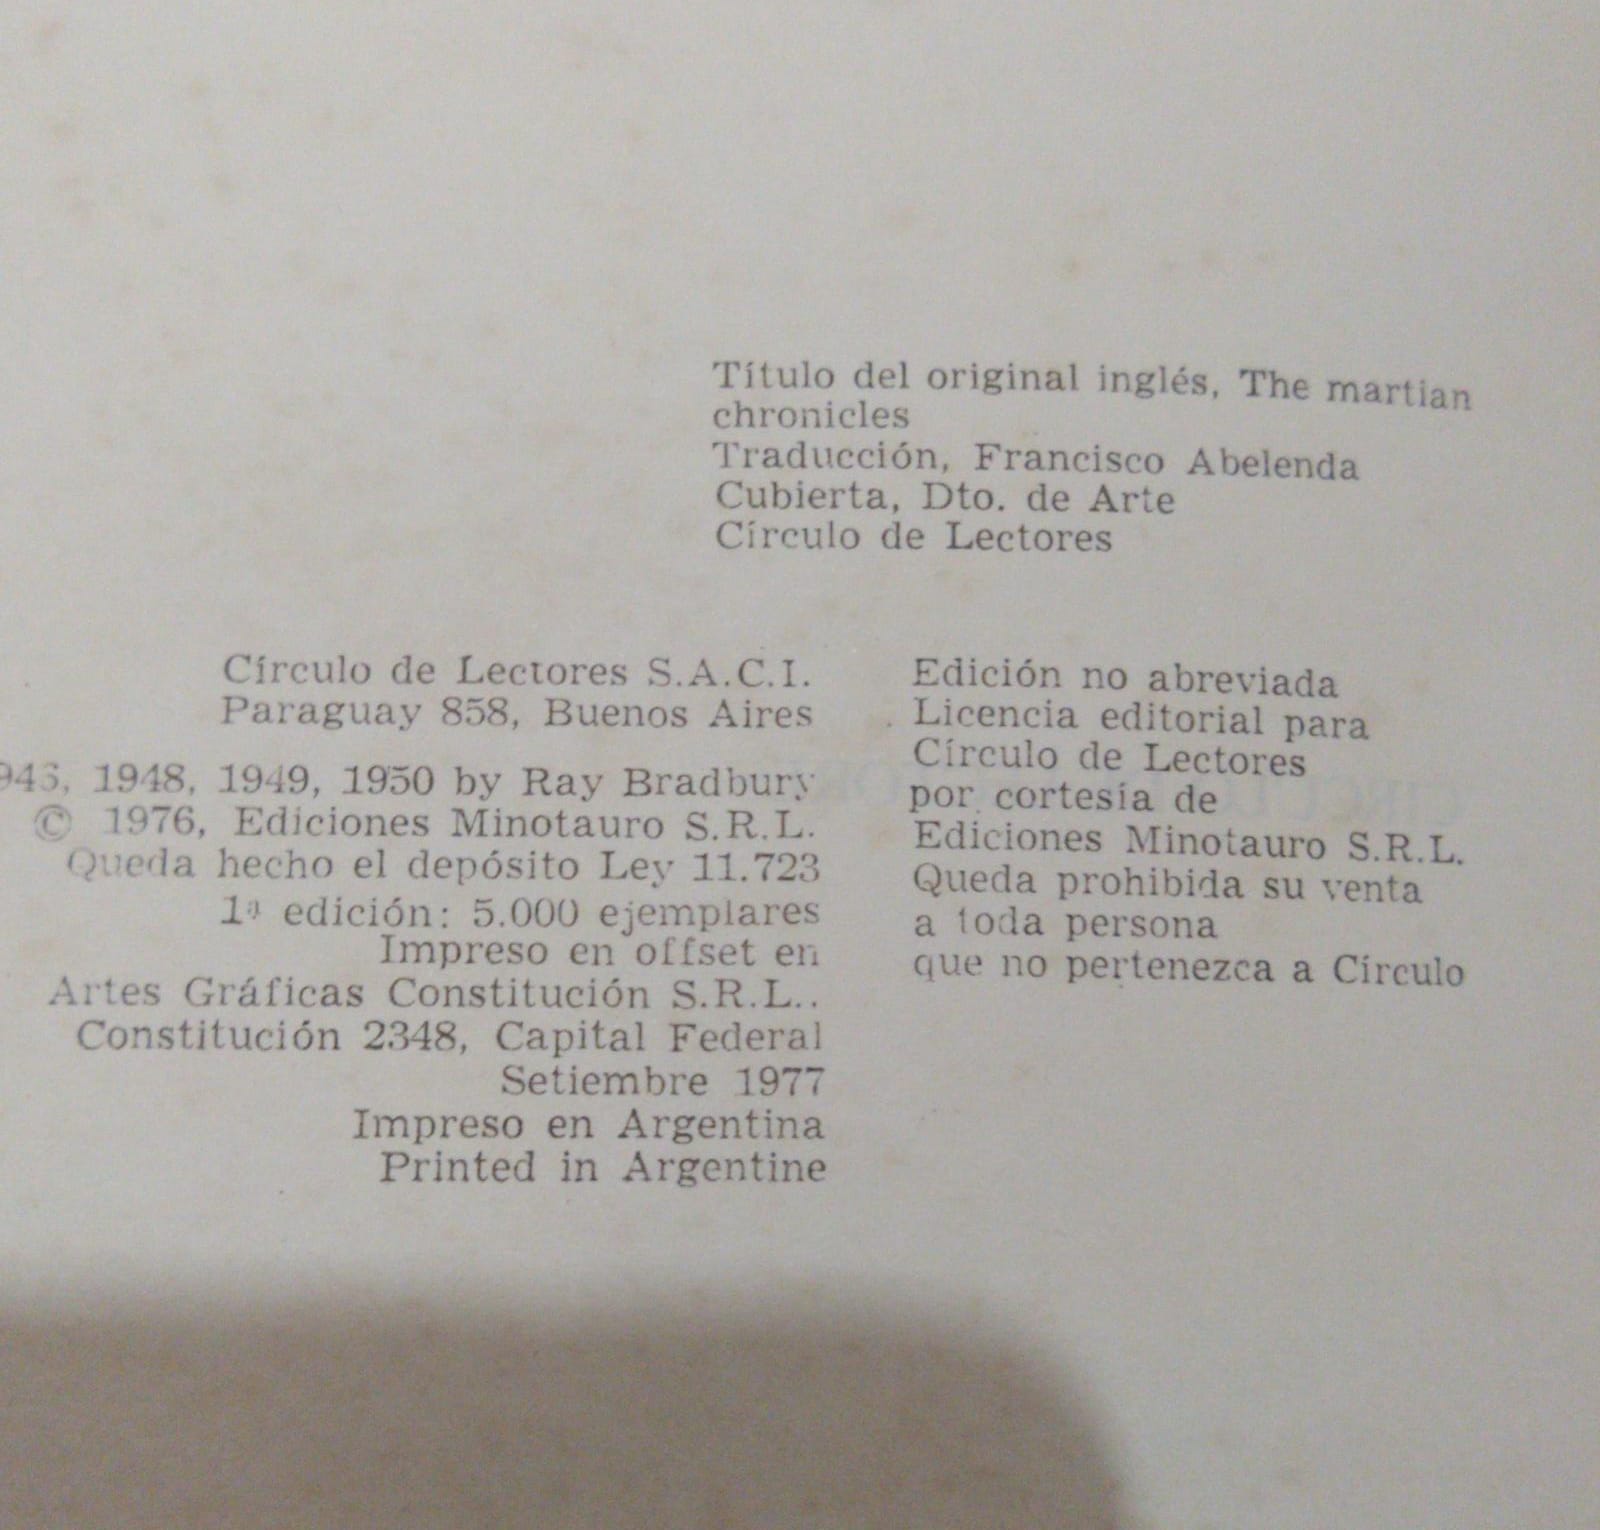 Título del original inglés, The martian
chronicles
Traducción, Francisco Abelenda
Cubierta, Dto. de Arte
Círculo de Lectores
Círculo de Lectores S.A.C.I.
Paraguay 858, Buenos Aires
1948, 1949, 1950 by Ray Bradbury
© 1976, Ediciones Minotauro S.R.L.
Queda hecho el depósito Ley 11.723
1ª edición: 5.000 ejemplares
Impreso en offset en
Artes Gráficas Constitución S.R.L..
Constitución 2348, Capital Federal
Setiembre 1977
Impreso en Argentina
Printed in Argentine
Edición no abreviada
Licencia editorial para
Círculo de Lectores
por cortesía de
Ediciones Minotauro S.R.L.
Queda prohibida su venta
a toda persona
que no pertenezca a Círculo